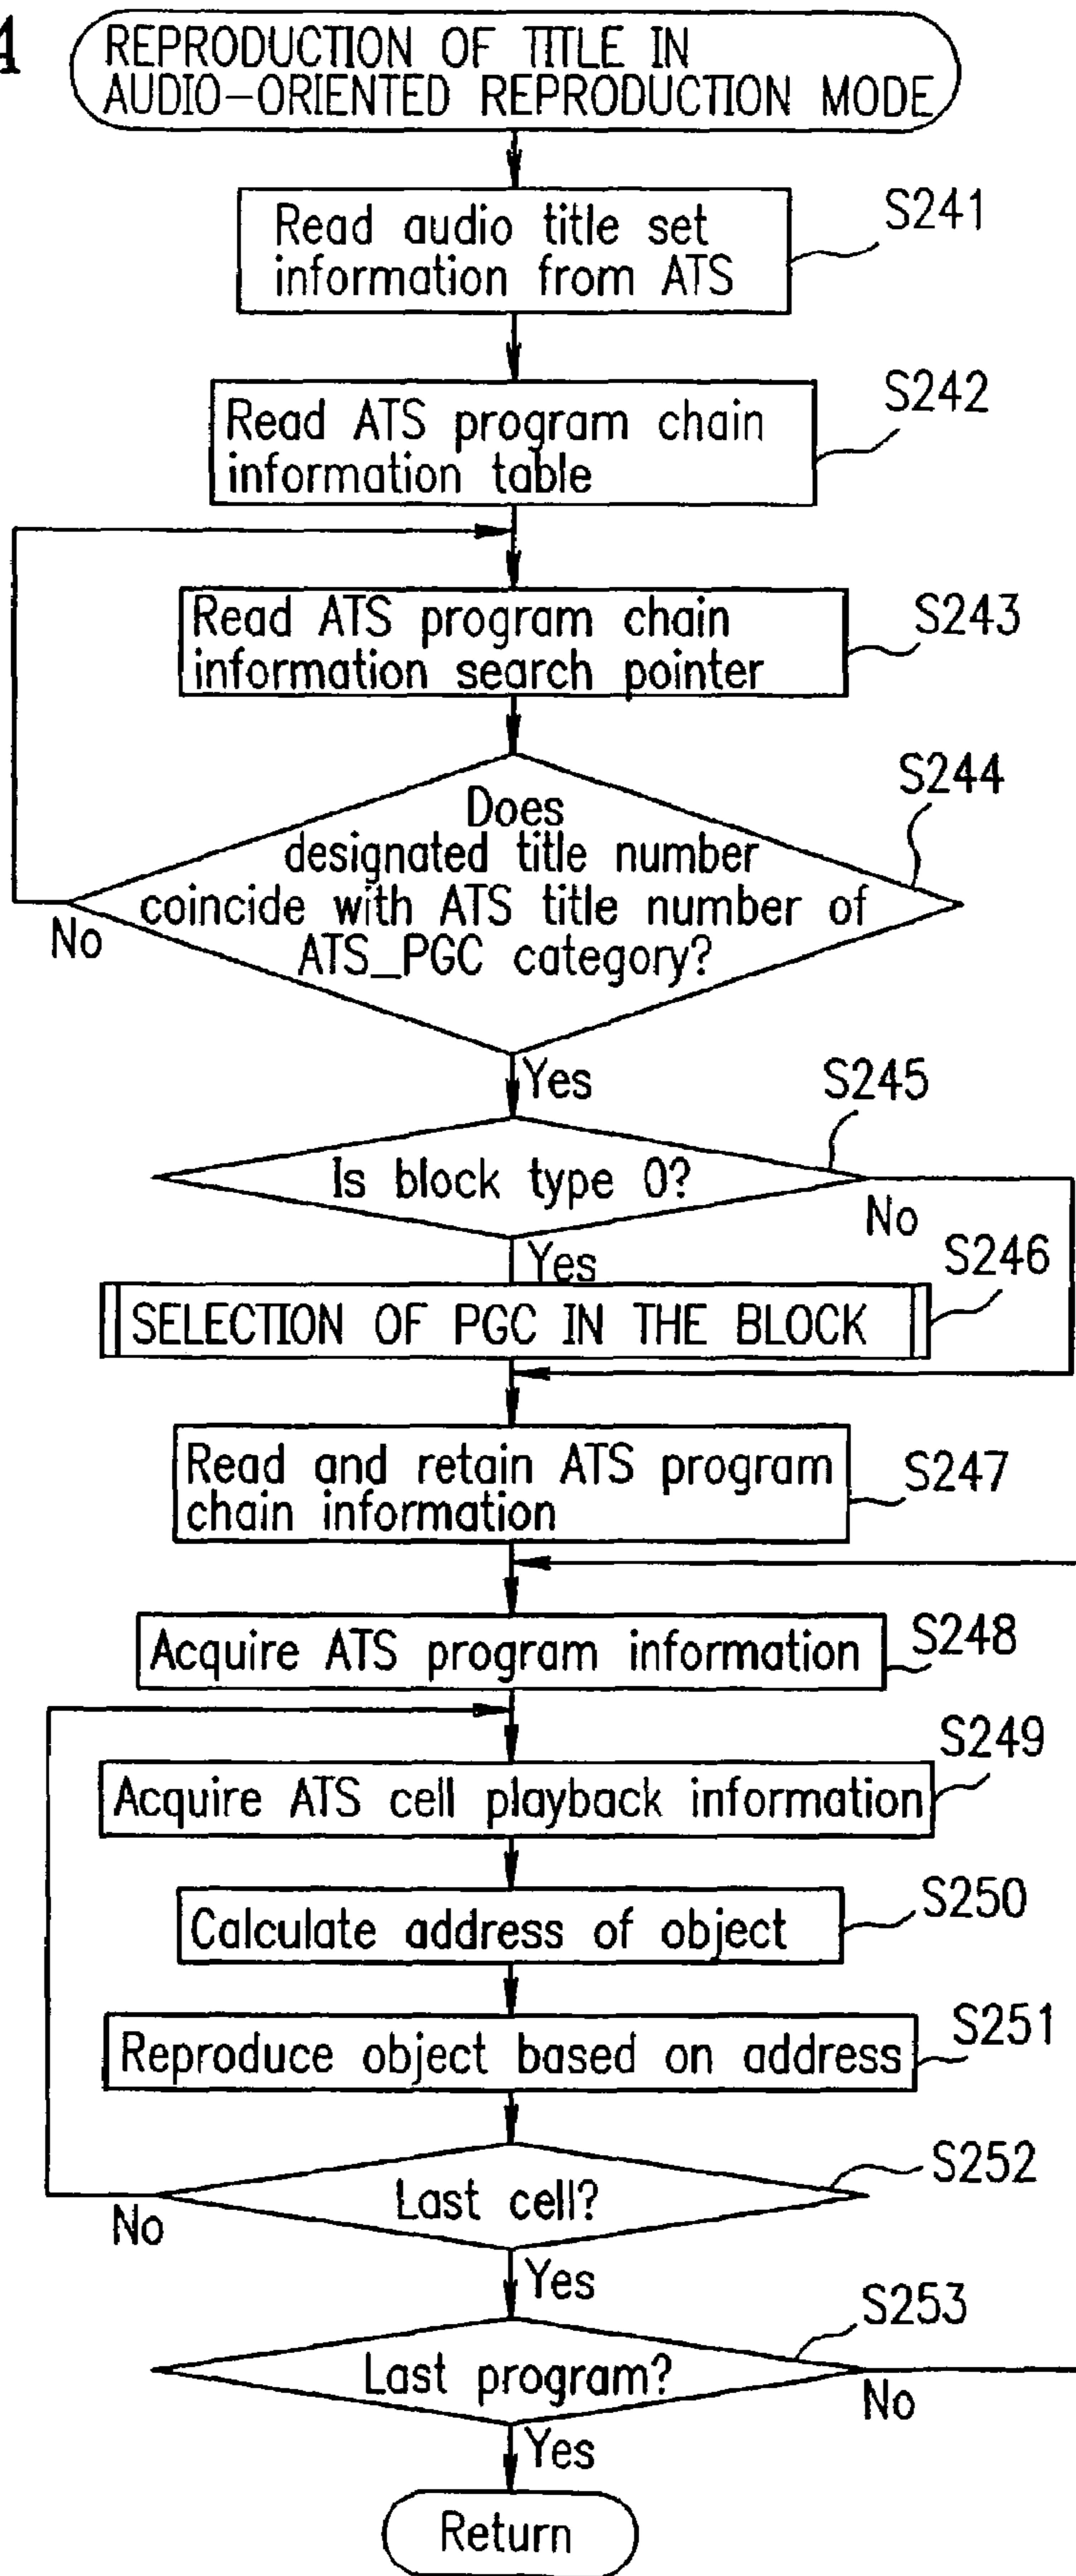 REPRODUCTION OF TITLE IN
AUDIO-ORIENTED REPRODUCTION MODE
S241
Read audio title set
information from ATS
S242
Read ATS program chain
information table
S243
Read ATS program chain
information search pointer
S244
Does
designated title number
coincide with ATS title number of
ATS_PGC category?
No
Yes
S245
Is block type 0?
No
Yes
S246
SELECTION OF PGC IN THE BLOCK
Read and retain ATS program
chain information
S247
Acquire ATS program information
S248
S249
Acquire ATS cell playback information
S250
Calculate address of object
S251
Reproduce object based on address
S252
Last cell?
No
Yes
S253
Last program?
No
Yes
Return